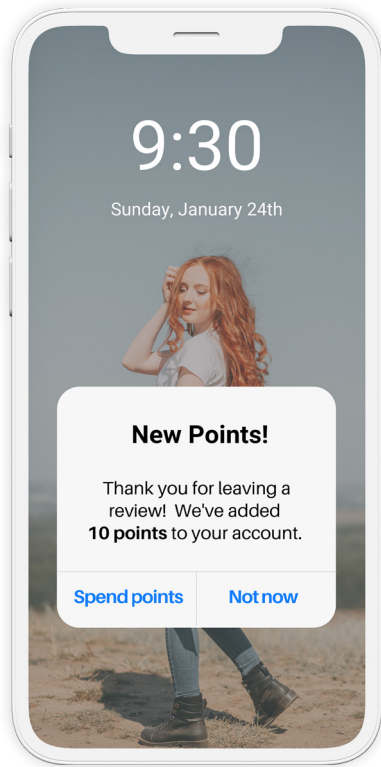 9:30
Sunday, January 24th
New Points!
Thank you for leaving a
review! We've added
10 points to your account.
Spend points
Not now